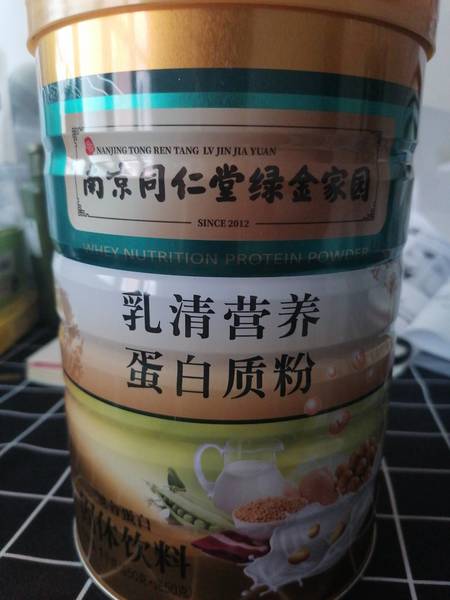 NANJING TONG REN TANG LV JIN JIA YUAN
南京同仁堂绿金家园
SINCE 2012
WHEY NUTRITION PROTEIN POWDER
乳清营养
蛋白质粉
固体饮料